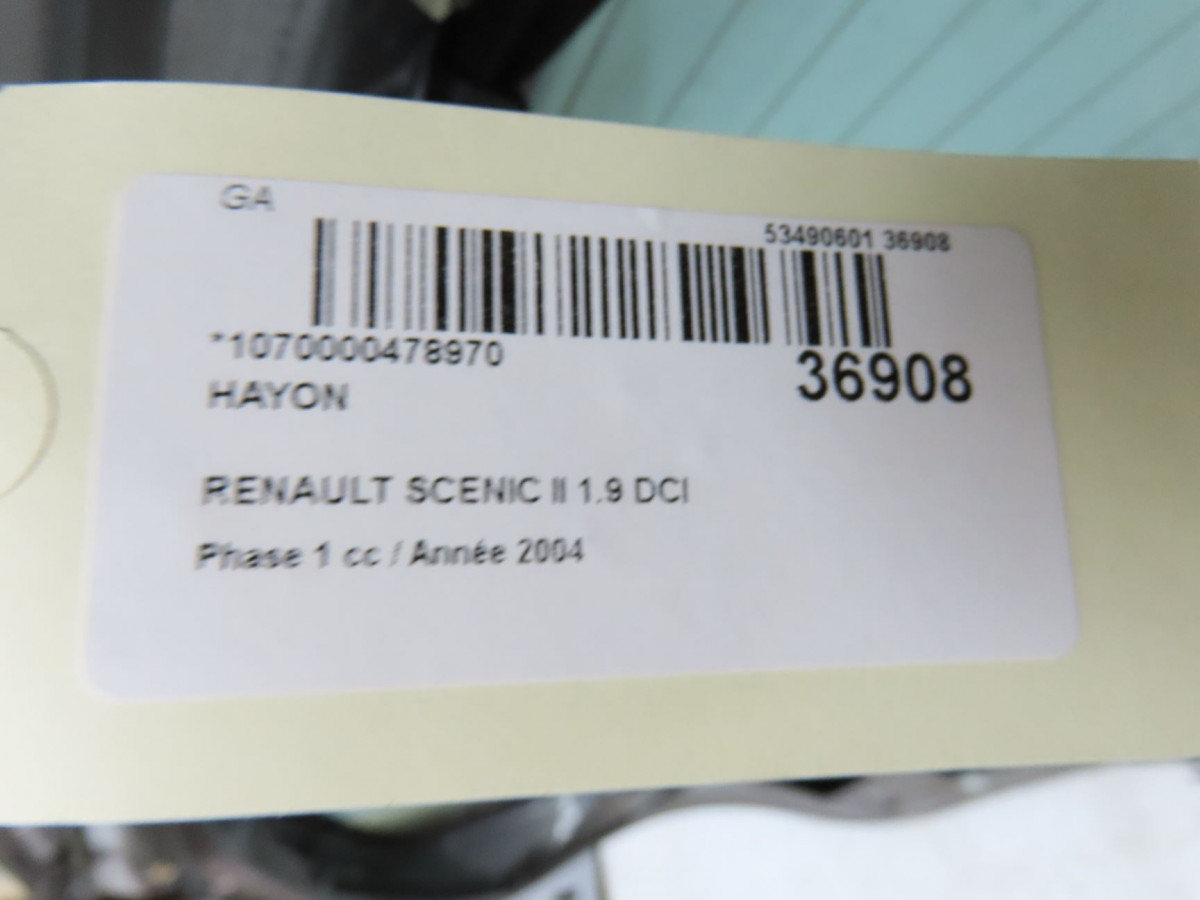 GA
53490601 36908
*1070000478970
36908
HAYON
RENAULT SCENIC II 1.9 DCI
Phase 1 cc / Année 2004